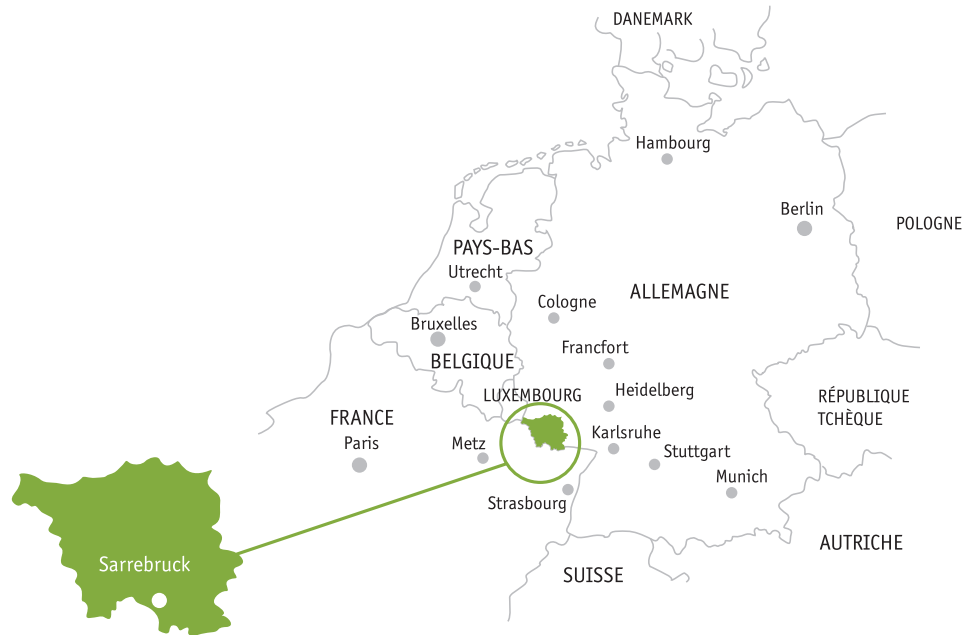 DANEMARK
Hambourg
Berlin
POLOGNE
PAYS-BAS
Utrecht
ALLEMAGNE
Cologne
Bruxelles
Francfort
BELGIQUE
LUXEMBOURG
Heidelberg
RÉPUBLIQUE
TCHÈQUE
FRANCE
Paris
Metz
Karlsruhe
Stuttgart
Munich
Strasbourg
AUTRICHE
Sarrebruck
SUISSE